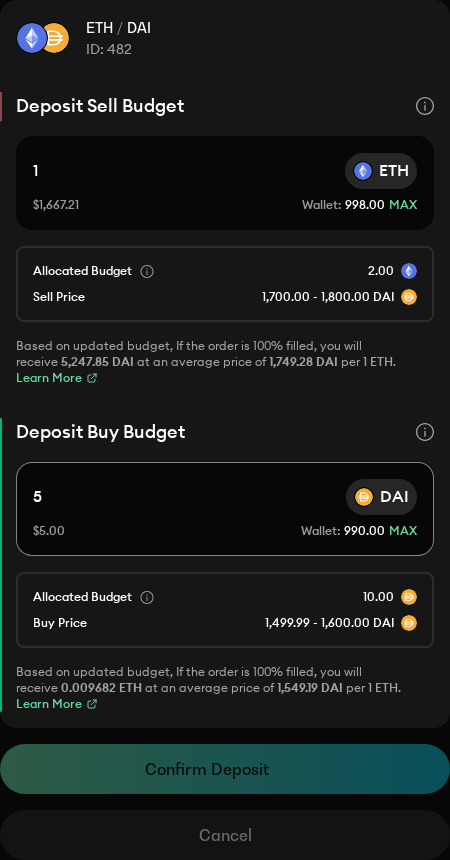 ETH / DAI
ID: 482
Deposit Sell Budget
1
ETH
$1,667.21
Wallet: 998.00 MAX
Allocated Budget
2.00
Sell Price
1,700.00 - 1,800.00 DAI
Based on updated budget, If the order is 100% filled, you will
receive 5,247.85 DAI at an average price of 1,749.28 DAI per 1 ETH.
Learn More
Deposit Buy Budget
5
DAI
$5.00
Wallet: 990.00 MAX
Allocated Budget
10.00
Buy Price
1,499.99 - 1,600.00 DAI
Based on updated budget, If the order is 100% filled, you will
receive 0.009682 ETH at an average price of 1,549.19 DAI per 1 ETH.
Learn More
Confirm Deposit
Cancel